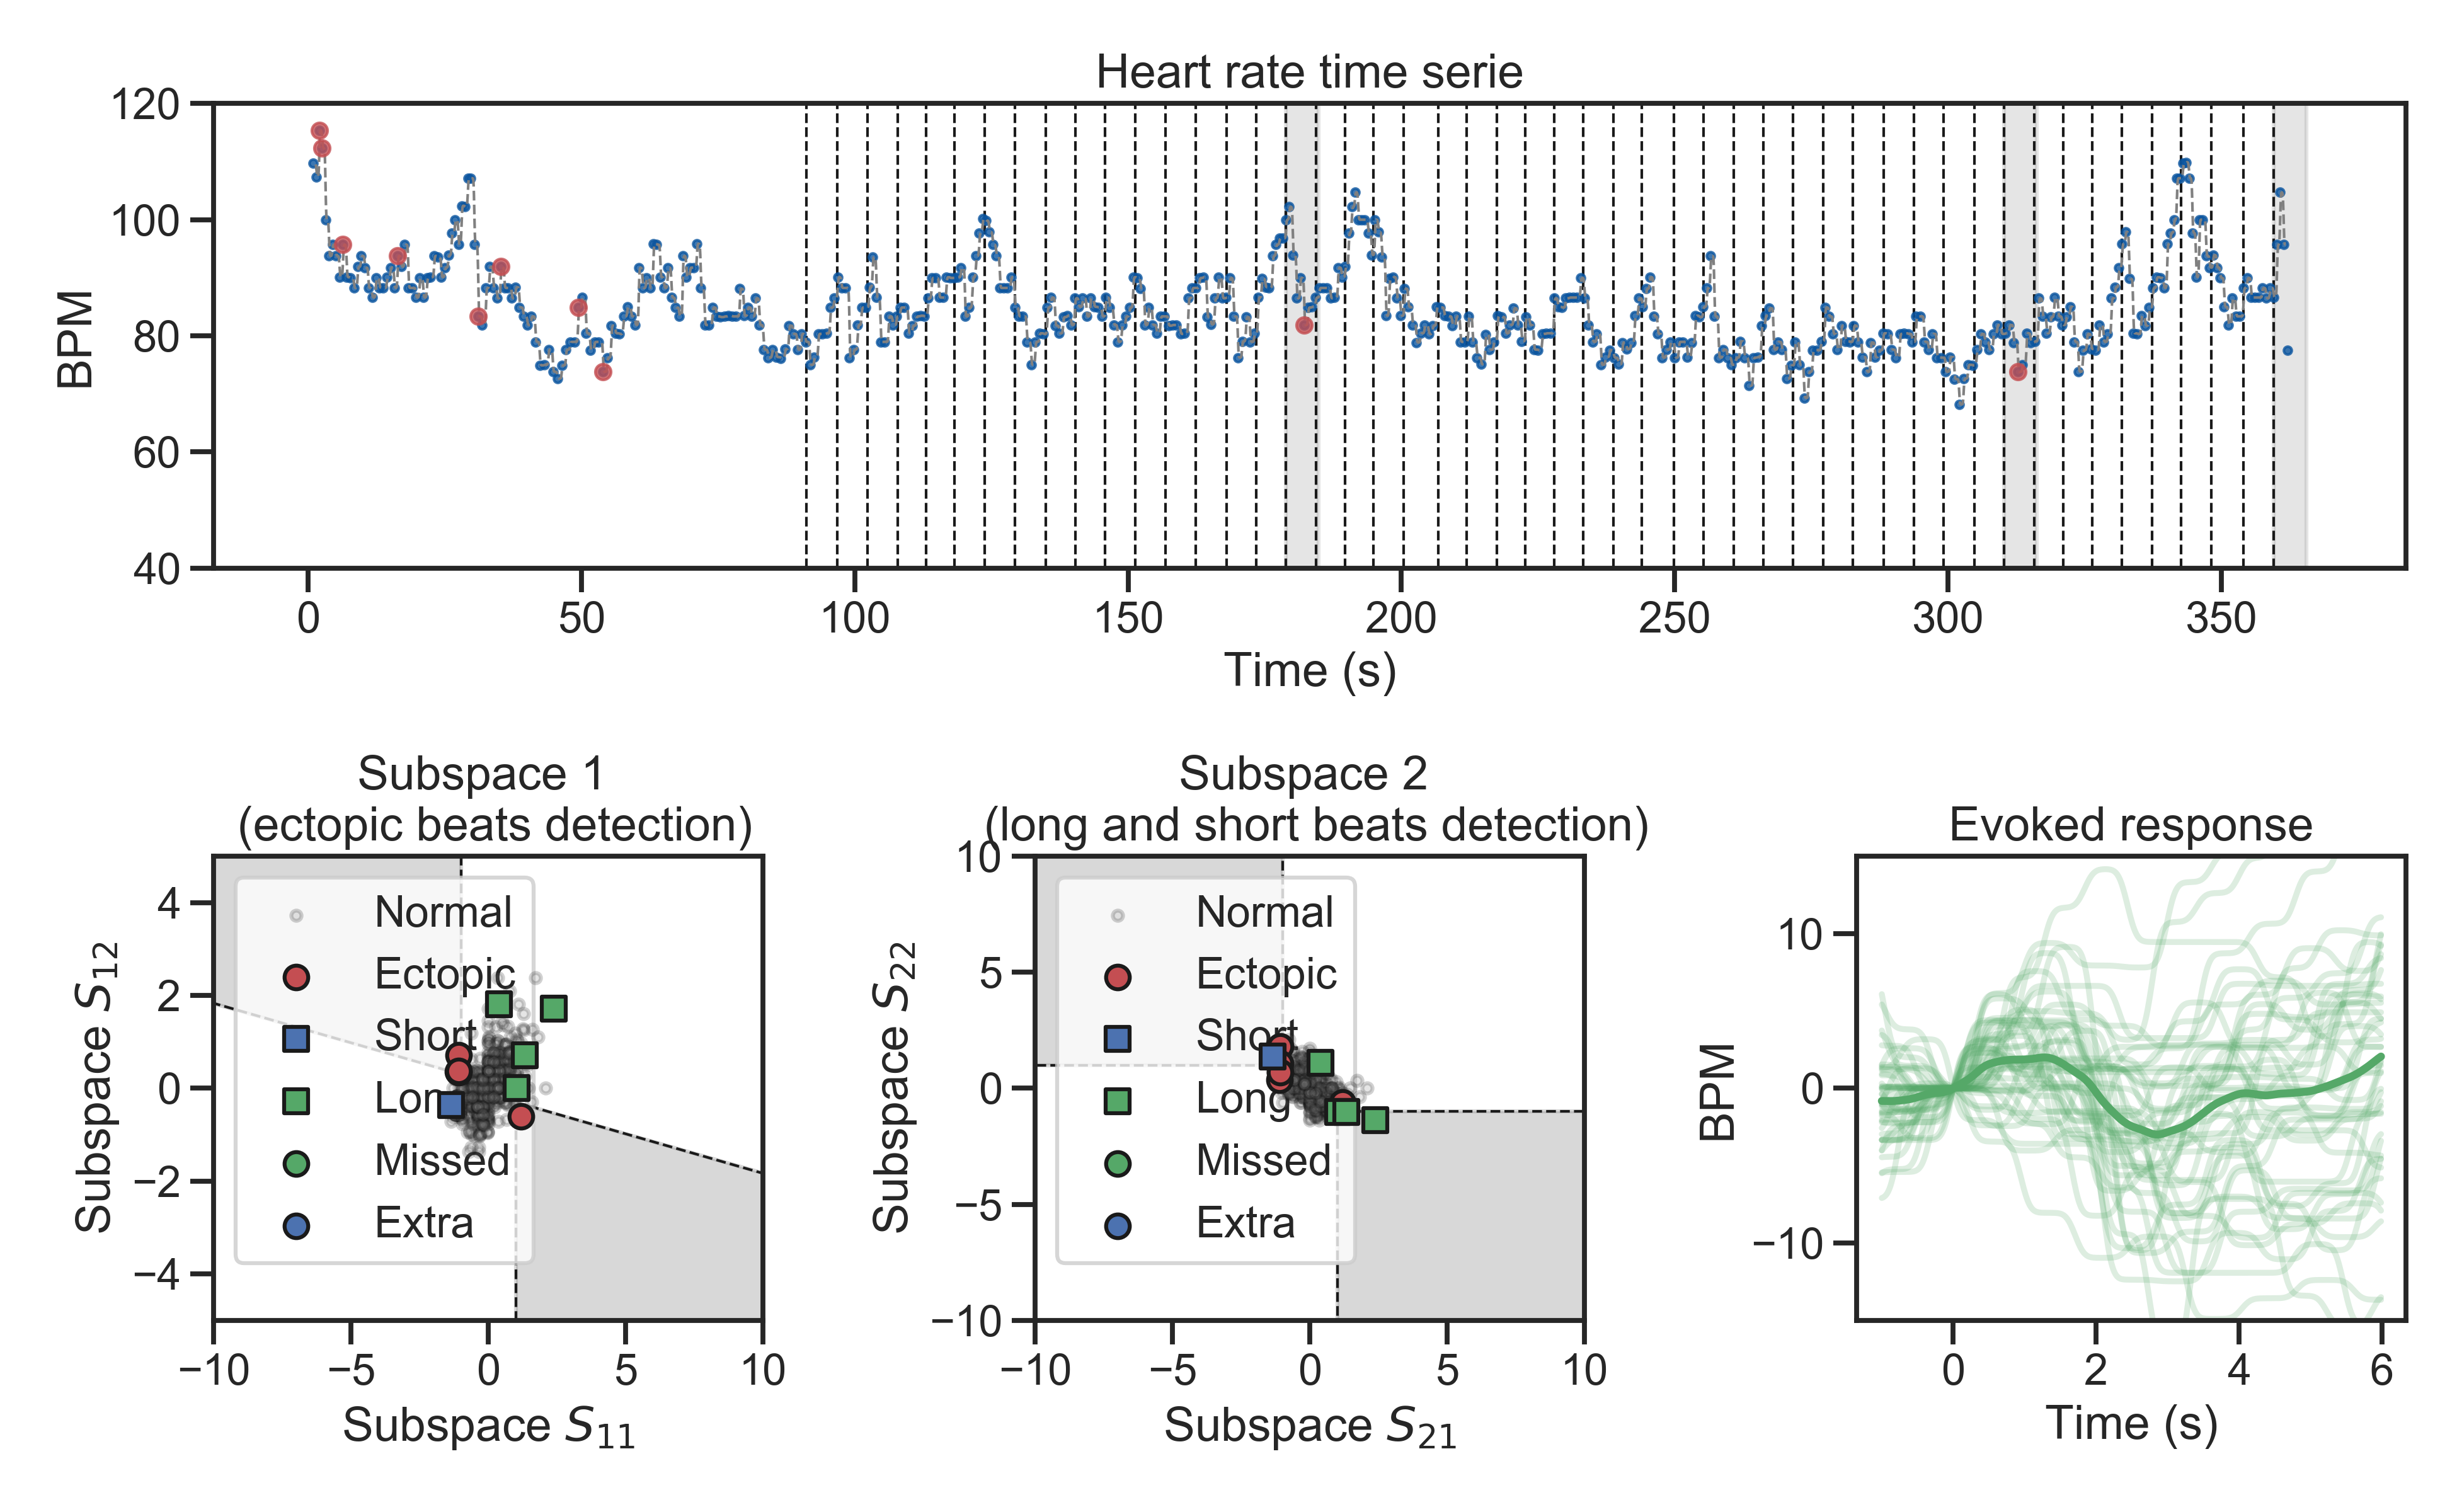 Heart rate time serie
120
100
80
60
40
BPM
0 50 100 150 200 250 300 350
Time (s)
Subspace 1
(ectopic beats detection)
4
2
0
−2
−4
Subspace S12
Normal
Ectopic
Short
Long
Missed
Extra
−10 −5 0 5 10
Subspace S11
Subspace 2
(long and short beats detection)
10
5
0
−5
−10
Subspace S22
Normal
Ectopic
Short
Long
Missed
Extra
−10 −5 0 5 10
Subspace S21
Evoked response
10
0
−10
BPM
0 2 4 6
Time (s)